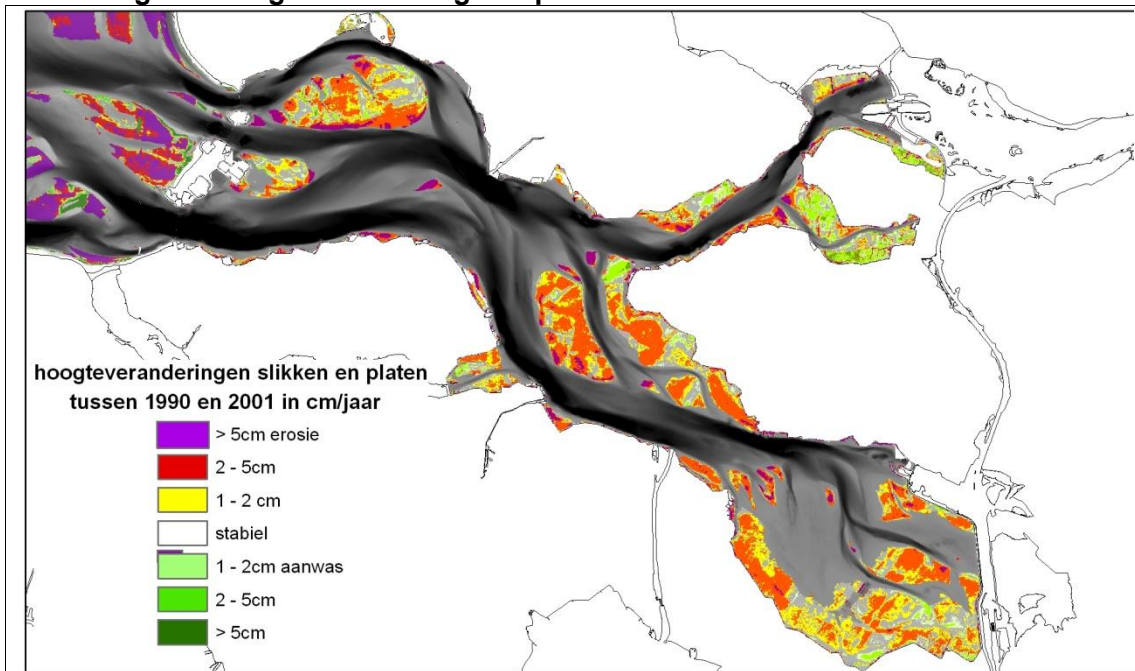 hoogteveranderingen slikken en platen
tussen 1990 en 2001 in cm/jaar
> 5cm erosie
2 - 5cm
1 - 2 cm
stabiel
1 - 2cm aanwas
2 - 5cm
> 5cm